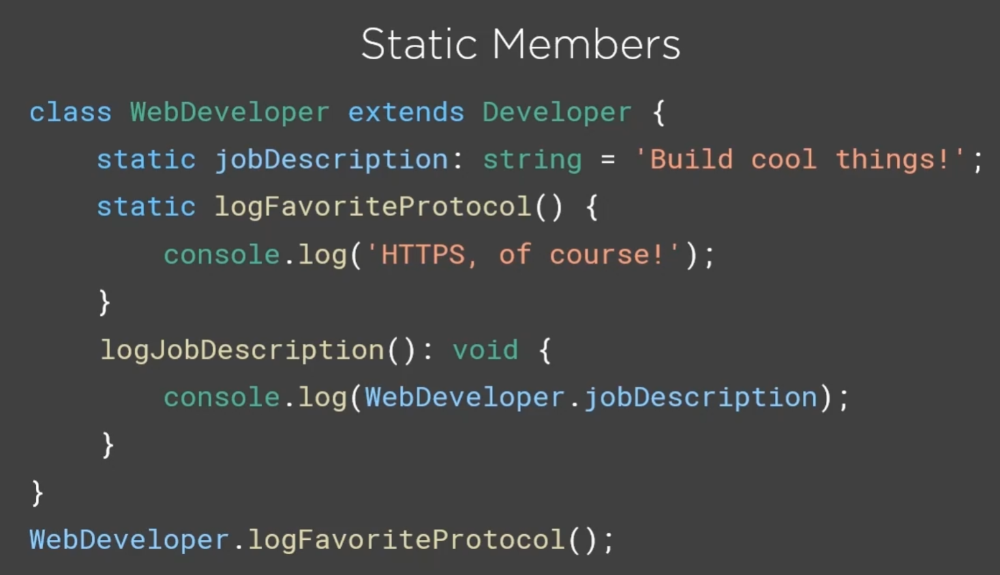 Static Members
class WebDeveloper extends Developer {
    static jobDescription: string = 'Build cool things!';
    static logFavoriteProtocol() {
        console.log('HTTPS, of course!');
    }
    logJobDescription(): void {
        console.log(WebDeveloper.jobDescription);
    }
}
WebDeveloper.logFavoriteProtocol();